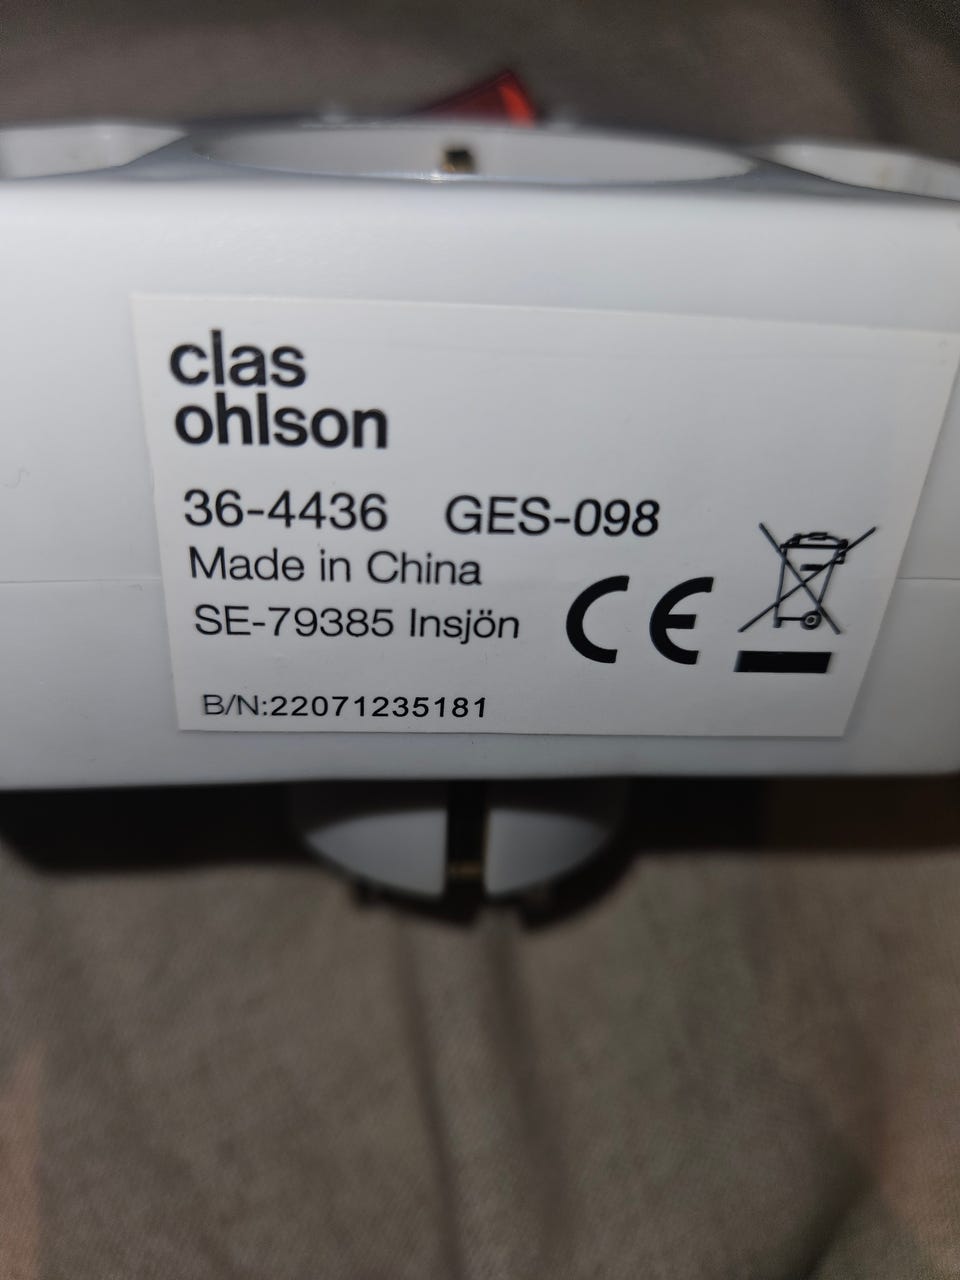 clas
ohlson
36-4436 GES-098
Made in China
SE-79385 Insjön
CE
B/N:22071235181